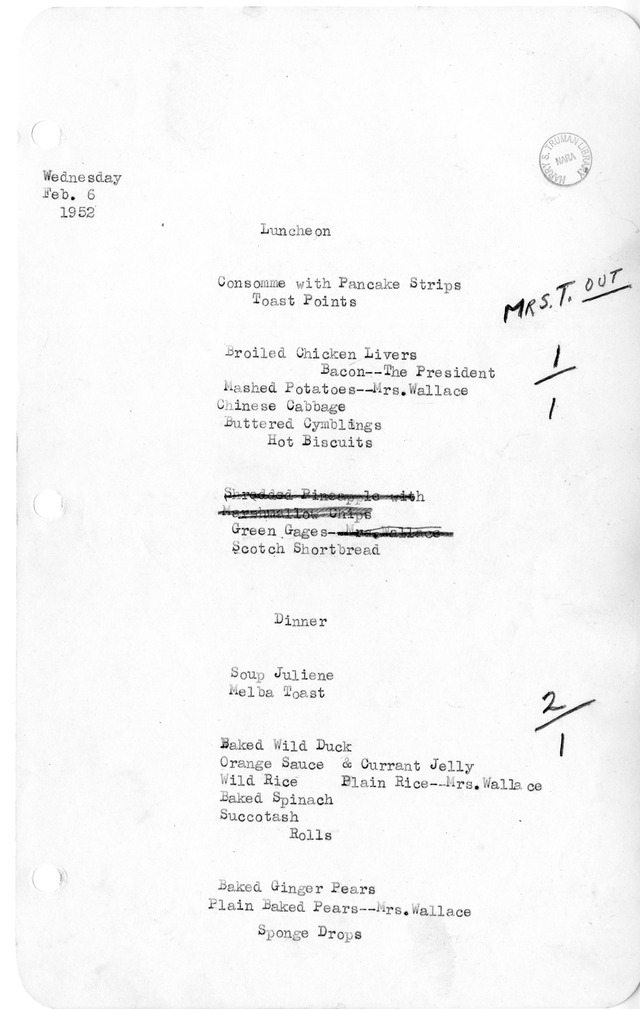 HARRY S. TRUMAN LIBRARY
NARA
Wednesday
Feb. 6
1952
Luncheon
Consomme with Pancake Strips
Toast Points
MRS. T. OUT
Broiled Chicken Livers
Bacon--The President
Mashed Potatoes--Mrs.Wallace
Chinese Cabbage
Buttered Cymblings
Hot Biscuits
1/1
Shredded Pineapple with
Marshmallow Chips
Green Gages--Mrs.Wallace
Scotch Shortbread
Dinner
Soup Juliene
Melba Toast
2/1
Baked Wild Duck
Orange Sauce & Currant Jelly
Wild Rice Plain Rice--Mrs.Wallace
Baked Spinach
Succotash
Rolls
Baked Ginger Pears
Plain Baked Pears--Mrs.Wallace
Sponge Drops